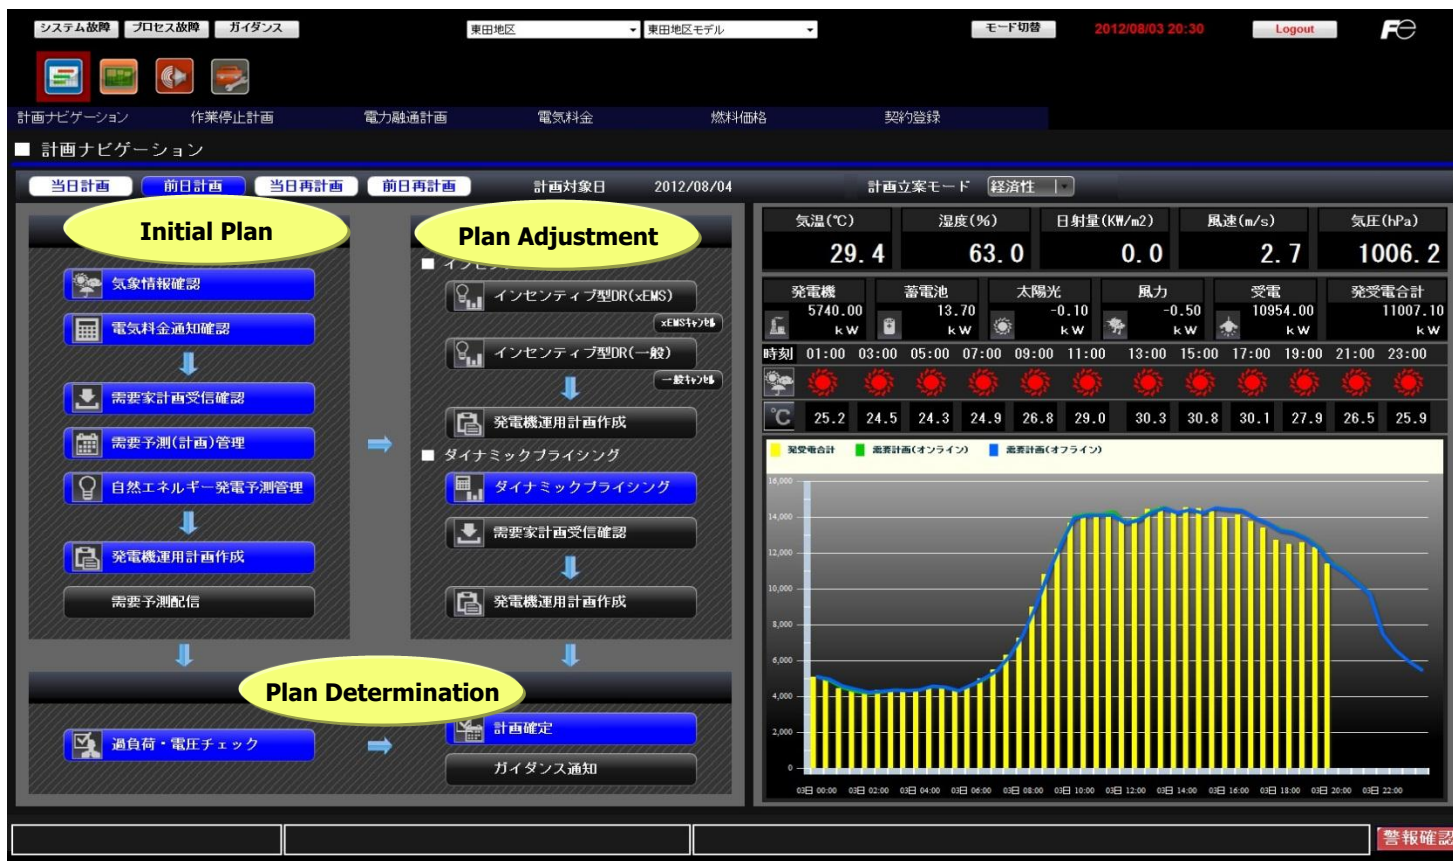 システム故障 プロセス故障 ガイダンス 東田地区 東田地区モデル モード切替 2012/08/03 20:30 Logout Fe
計画ナビゲーション 作業停止計画 電力融通計画 電気料金 燃料価格 契約登録
■ 計画ナビゲーション
当日計画 前日計画 当日再計画 前日再計画 計画対象日 2012/08/04 計画立案モード 経済性
Initial Plan
気象情報確認
電気料金通知確認
需要家計画受信確認
需要予測(計画)管理
自然エネルギー発電予測管理
発電機運用計画作成
需要予測配信
Plan Adjustment
インセンティブ型DR(xEMS)
xEMSｷｬﾝｾﾙ
インセンティブ型DR(一般)
一般ｷｬﾝｾﾙ
発電機運用計画作成
■ ダイナミックプライシング
ダイナミックプライシング
需要家計画受信確認
発電機運用計画作成
Plan Determination
過負荷・電圧チェック
計画確定
ガイダンス通知
気温(℃) 湿度(%) 日射量(KW/m2) 風速(m/s) 気圧(hPa)
29.4 63.0 0.0 2.7 1006.2
発電機 蓄電池 太陽光 風力 受電 発受電合計
5740.00 13.70 -0.10 -0.50 10954.00 11007.10
kW kW kW kW kW kW
時刻 01:00 03:00 05:00 07:00 09:00 11:00 13:00 15:00 17:00 19:00 21:00 23:00
℃ 25.2 24.5 24.3 24.9 26.8 29.0 30.3 30.8 30.1 27.9 26.5 25.9
発受電合計 需要計画(オンライン) 需要計画(オフライン)
16,000
14,000
12,000
10,000
8,000
6,000
4,000
2,000
0
03日 00:00 03日 02:00 03日 04:00 03日 06:00 03日 08:00 03日 10:00 03日 12:00 03日 14:00 03日 16:00 03日 18:00 03日 20:00 03日 22:00
警報確認